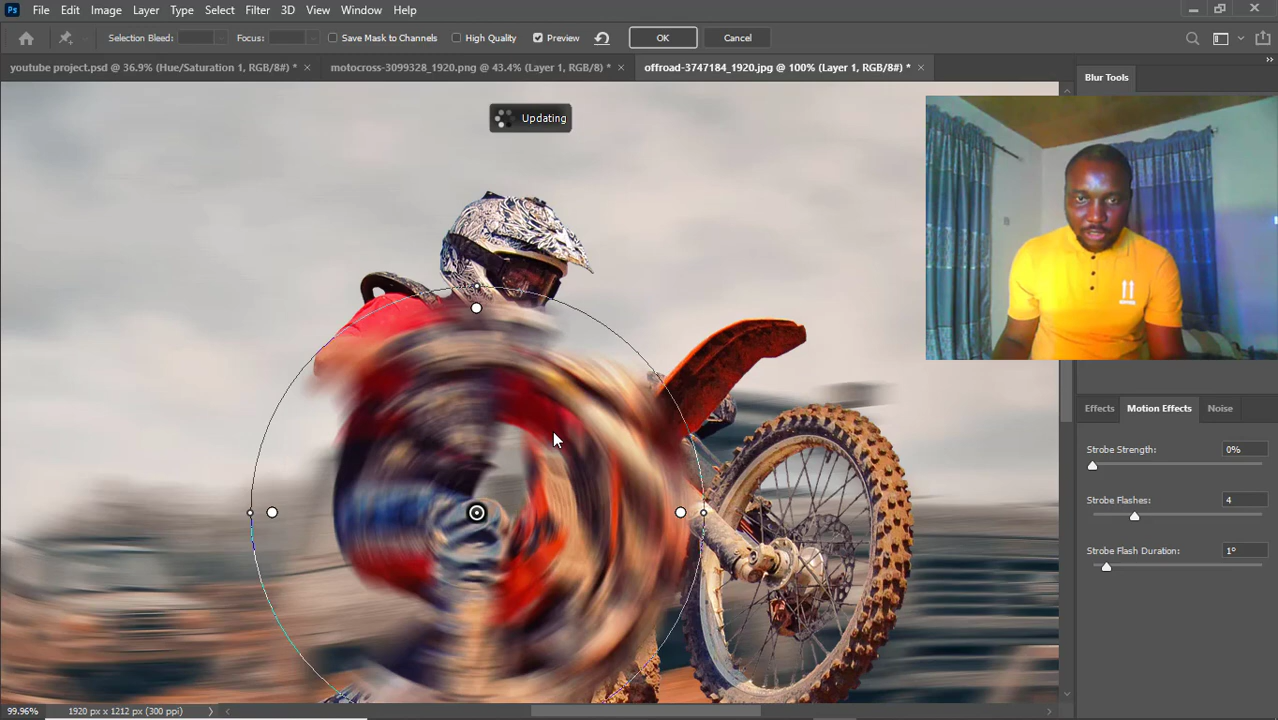 Ps File Edit Image Layer Type Select Filter 3D View Window Help
Selection Bleed: Focus: Save Mask to Channels High Quality Preview OK Cancel
youtube project.psd @ 36.9% (Hue/Saturation 1, RGB/8#) * × motocross-3099328_1920.png @ 43.4% (Layer 1, RGB/8) * × offroad-3747184_1920.jpg @ 100% (Layer 1, RGB/8#) * ×
Blur Tools
Updating
Effects Motion Effects Noise
Strobe Strength: 0%
Strobe Flashes: 4
Strobe Flash Duration: 1°
99.96% 1920 px x 1212 px (300 ppi)